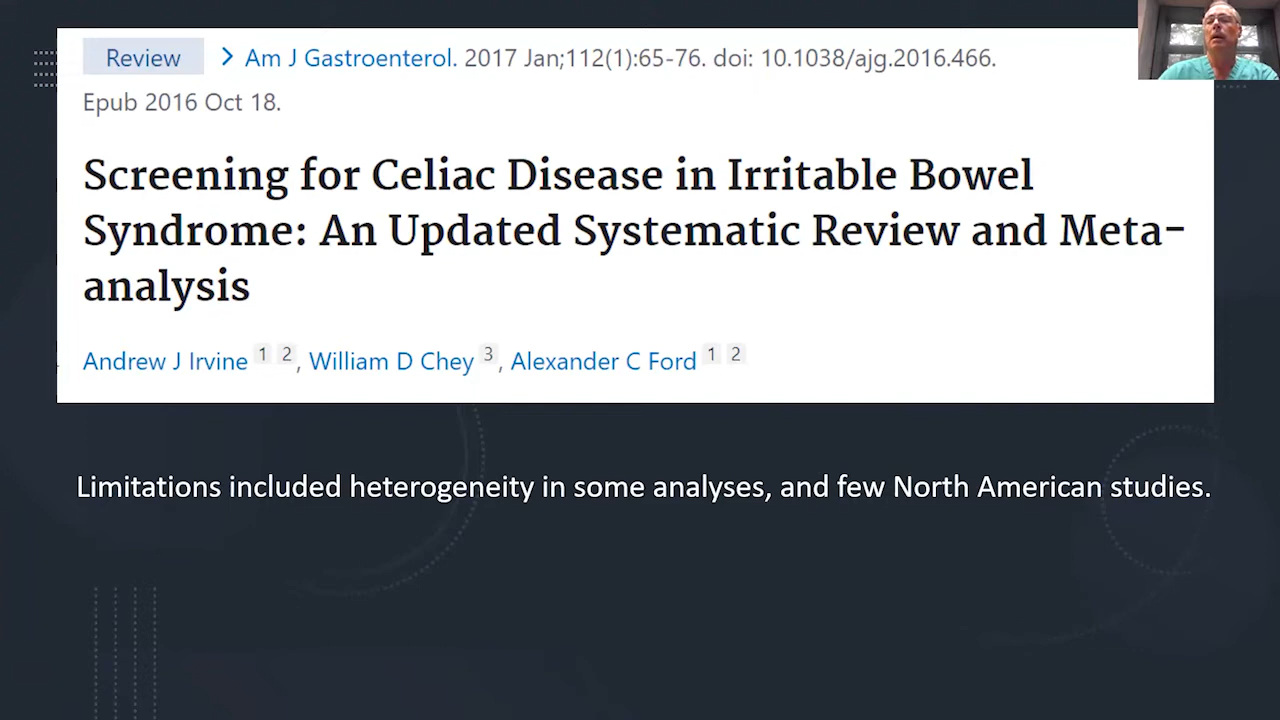 Review > Am J Gastroenterol. 2017 Jan;112(1):65-76. doi: 10.1038/ajg.2016.466.
Epub 2016 Oct 18.
Screening for Celiac Disease in Irritable Bowel
Syndrome: An Updated Systematic Review and Meta-
analysis
Andrew J Irvine 1 2, William D Chey 3, Alexander C Ford 1 2
Limitations included heterogeneity in some analyses, and few North American studies.